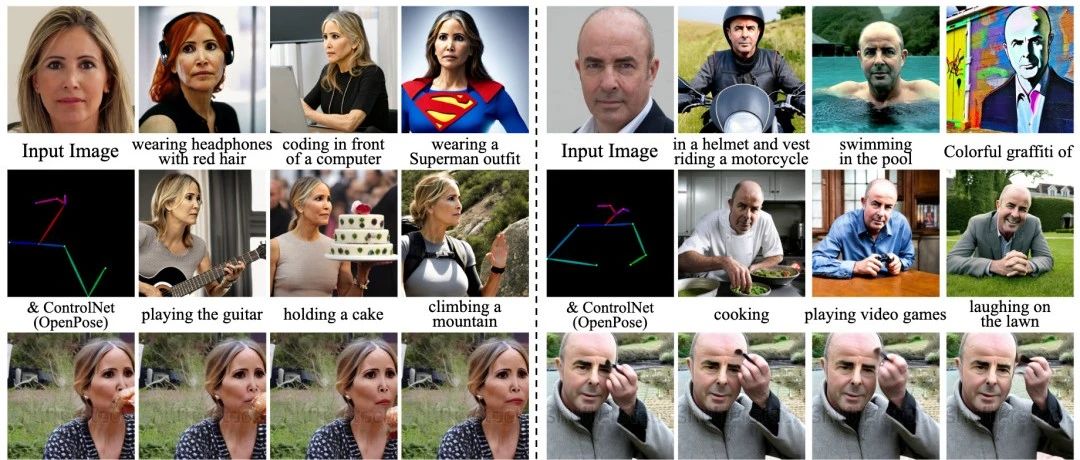 Input Image
wearing headphones
with red hair
coding in front
of a computer
wearing a
Superman outfit
Input Image
in a helmet and vest
riding a motorcycle
swimming
in the pool
Colorful graffiti of
& ControlNet
(OpenPose)
playing the guitar
holding a cake
climbing a
mountain
& ControlNet
(OpenPose)
cooking
playing video games
laughing on
the lawn